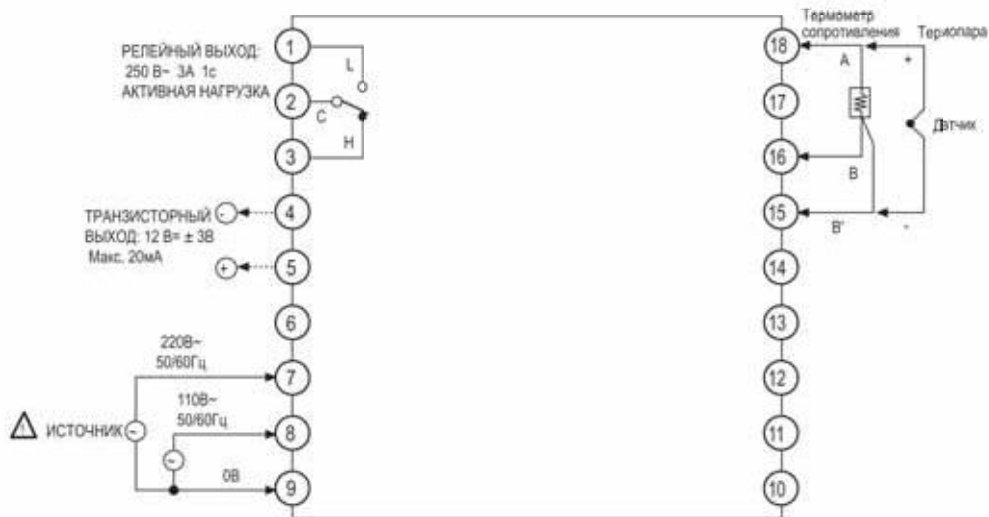 РЕЛЕЙНЫЙ ВЫХОД:
250 В~ 3А 1с
АКТИВНАЯ НАГРУЗКА
1
L
2
C
H
3
ТРАНЗИСТОРНЫЙ
ВЫХОД: 12 В= ± 3В
Макс. 20мА
-
4
+
5
6
220В~
50/60Гц
7
110В~
50/60Гц
8
ИСТОЧНИК
~
~
0В
9
Термометр
сопротивления
Термопара
18
A
+
17
Датчик
16
B
15
B'
-
14
13
12
11
10